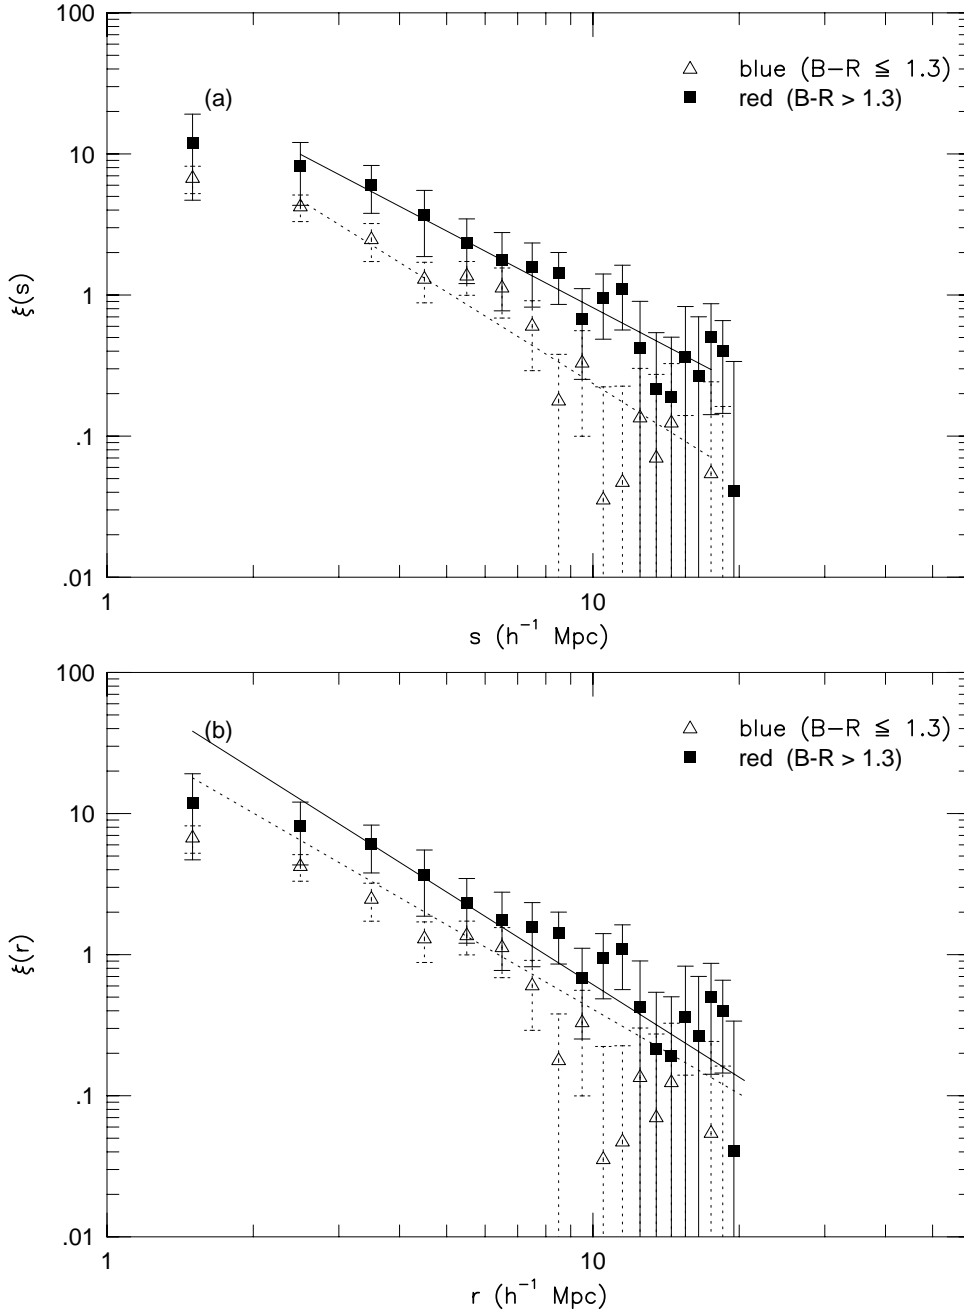 100
10
1
.1
.01
ξ(s)
(a)
blue (B−R ≦ 1.3)
red (B-R > 1.3)
1
10
s (h⁻¹ Mpc)
100
10
1
.1
.01
ξ(r)
(b)
blue (B−R ≦ 1.3)
red (B-R > 1.3)
1
10
r (h⁻¹ Mpc)